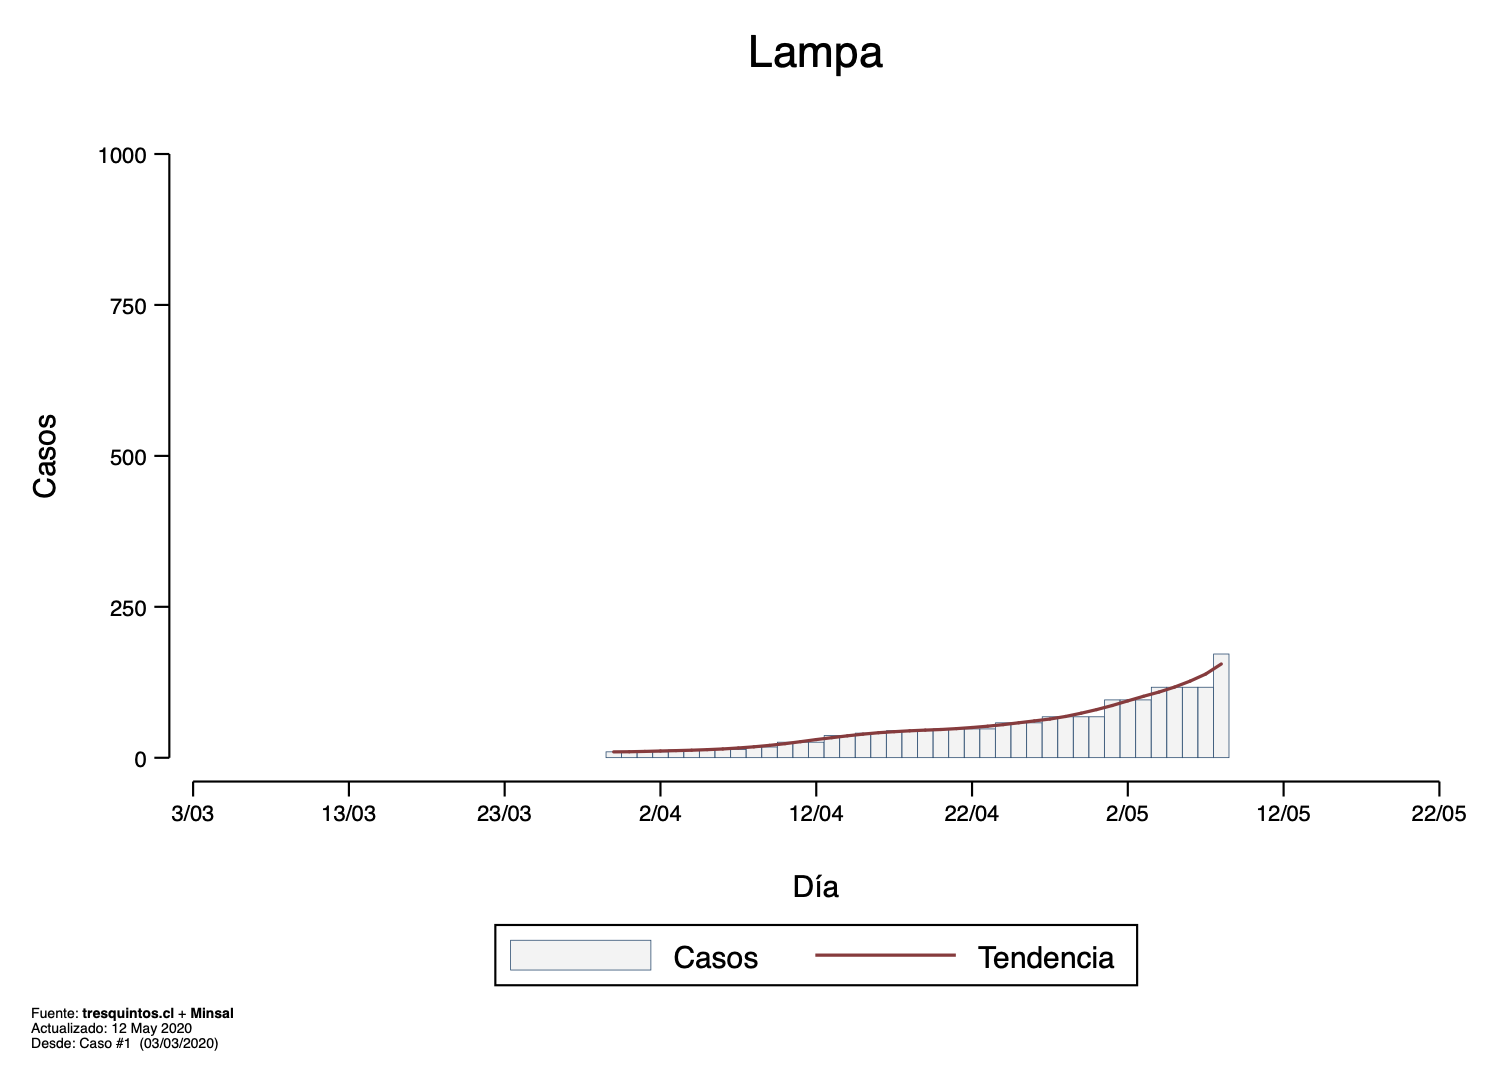 Lampa
1000
750
500
250
0
Casos
3/03 13/03 23/03 2/04 12/04 22/04 2/05 12/05 22/05
Día
Casos Tendencia
Fuente: tresquintos.cl + Minsal
Actualizado: 12 May 2020
Desde: Caso #1 (03/03/2020)